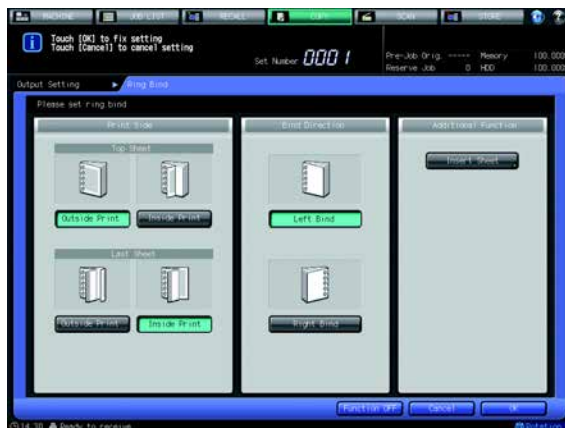 MACHINE JOB LIST RECALL COPY SCAN STORE
Touch [OK] to fix setting
Touch [Cancel] to cancel setting
Set Number 0001
Pre-Job Orig. ----- Memory 100.000
Reserve Job 0 HDD 100.000
Output Setting Ring Bind
Please set ring bind
Print Side Bind Direction Additional Function
Top Sheet
Insert Sheet
Outside Print Inside Print Left Bind
Last Sheet
Outside Print Inside Print Right Bind
Function OFF Cancel OK
14:30 Ready to receive Rotation